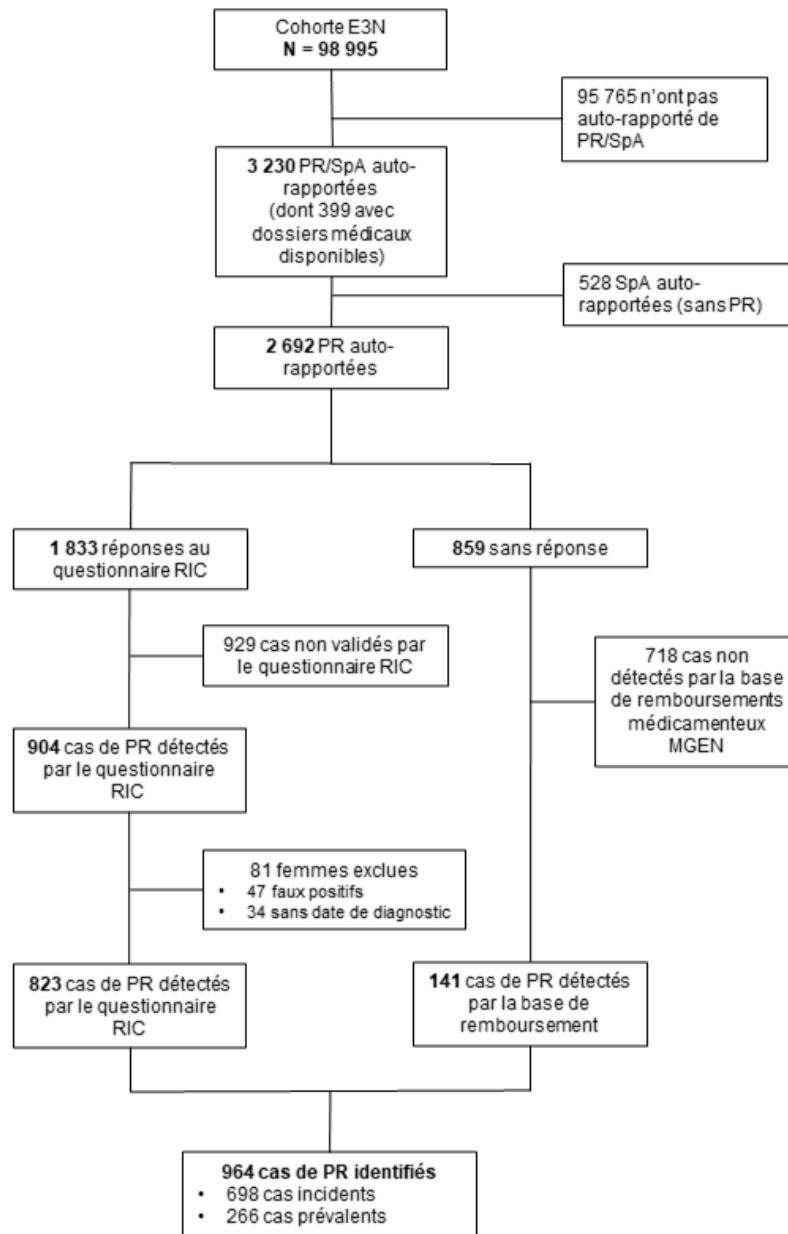 Cohorte E3N
N = 98 995
95 765 n'ont pas
auto-rapporté de
PR/SpA
3 230 PR/SpA auto-
rapportées
(dont 399 avec
dossiers médicaux
disponibles)
528 SpA auto-
rapportées (sans PR)
2 692 PR auto-
rapportées
1 833 réponses au
questionnaire RIC
859 sans réponse
929 cas non validés par
le questionnaire RIC
718 cas non
détectés par la base
de remboursements
médicamenteux
MGEN
904 cas de PR détectés
par le questionnaire
RIC
81 femmes exclues
• 47 faux positifs
• 34 sans date de diagnostic
823 cas de PR détectés
par le questionnaire
RIC
141 cas de PR détectés
par la base de
remboursement
964 cas de PR identifiés
• 698 cas incidents
• 266 cas prévalents